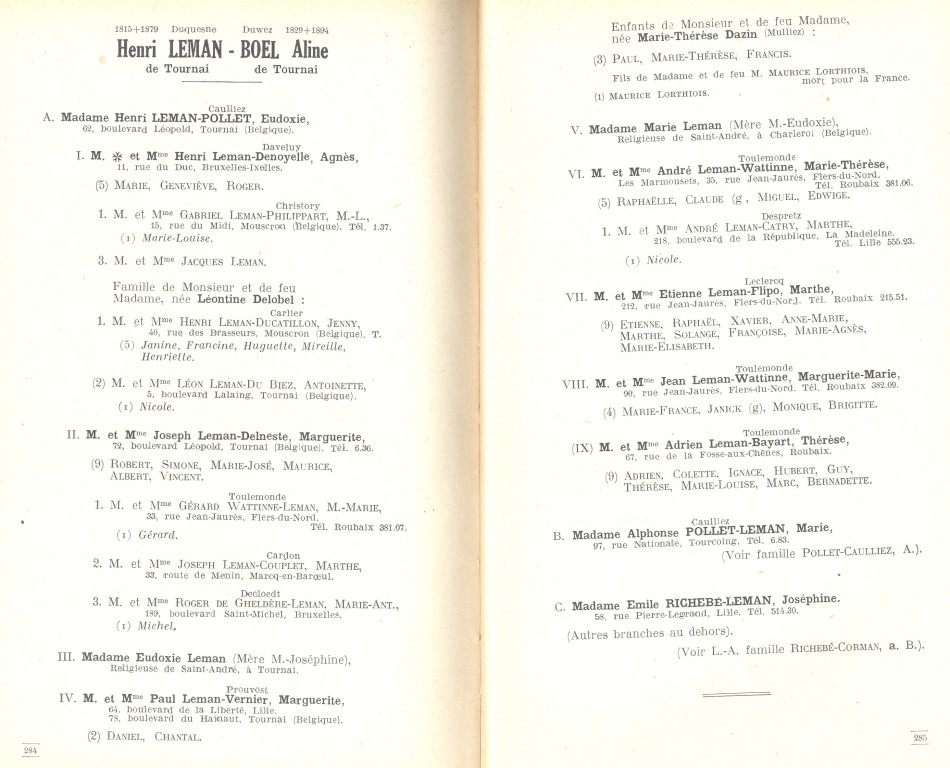 1815+1879 Duquesne Duwez 1829+1894
Henri LEMAN - BOEL Aline
de Tournai de Tournai
Caulliez
A. Madame Henri LEMAN-POLLET, Eudoxie,
62, boulevard Léopold, Tournai (Belgique).
Daveluy
I. M. ✠ et Mme Henri Leman-Denoyelle, Agnès,
11, rue du Duc, Bruxelles-Ixelles.
(5) MARIE, GENEVIÈVE, ROGER.
Christory
1. M. et Mme GABRIEL LEMAN-PHILIPPART, M.-L.,
15, rue du Midi, Mouscron (Belgique). Tél. 1.37.
(1) Marie-Louise.
3. M. et Mme JACQUES LEMAN.
Famille de Monsieur et de feu
Madame, née Léontine Delobel :
Carlier
1. M. et Mme HENRI LEMAN-DUCATILLON, JENNY,
40, rue des Brasseurs, Mouscron (Belgique). T.
(5) Janine, Francine, Huguette, Mireille,
Henriette.
(2) M. et Mme LÉON LEMAN-DU BIEZ, ANTOINETTE,
5, boulevard Lalaing, Tournai (Belgique).
(1) Nicole.
II. M. et Mme Joseph Leman-Delneste, Marguerite,
72, boulevard Léopold, Tournai (Belgique). Tél. 6.36.
(9) ROBERT, SIMONE, MARIE-JOSÉ, MAURICE,
ALBERT, VINCENT.
Toulemonde
1. M. et Mme GÉRARD WATTINNE-LEMAN, M.-MARIE,
33, rue Jean-Jaurès, Flers-du-Nord.
Tél. Roubaix 381.07.
(1) Gérard.
Cardon
2. M. et Mme JOSEPH LEMAN-COUPLET, MARTHE,
33, route de Menin, Marcq-en-Barœul.
Decloedt
3. M. et Mme ROGER DE GHELDÈRE-LEMAN, MARIE-ANT.,
189, boulevard Saint-Michel, Bruxelles.
(1) Michel.
III. Madame Eudoxie Leman (Mère M.-Joséphine),
Religieuse de Saint-André, à Tournai.
Prouvost
IV. M. et Mme Paul Leman-Vernier, Marguerite,
64, boulevard de la Liberté, Lille.
78, boulevard du Hainaut, Tournai (Belgique).
(2) DANIEL, CHANTAL.
284
Enfants de Monsieur et de feu Madame,
née Marie-Thérèse Dazin (Mulliez) :
(3) PAUL, MARIE-THÉRÈSE, FRANCIS.
Fils de Madame et de feu M. MAURICE LORTHIOIS,
mort pour la France.
(1) MAURICE LORTHIOIS.
V. Madame Marie Leman (Mère M.-Eudoxie),
Religieuse de Saint-André, à Charleroi (Belgique).
Toulemonde
VI. M. et Mme André Leman-Wattinne, Marie-Thérèse,
Les Marmousets, 35, rue Jean-Jaurès, Flers-du-Nord.
Tél. Roubaix 381.06.
(5) RAPHAËLLE, CLAUDE (g , MIGUEL, EDWIGE.
Despretz
1. M. et Mme ANDRÉ LEMAN-CATRY, MARTHE,
218, boulevard de la République, La Madeleine.
Tél. Lille 555.23.
(1) Nicole.
Leclercq
VII. M. et Mme Etienne Leman-Flipo, Marthe,
212, rue Jean-Jaurès, Flers-du-Nord. Tél. Roubaix 215.51.
(9) ETIENNE, RAPHAËL, XAVIER, ANNE-MARIE,
MARTHE, SOLANGE, FRANÇOISE, MARIE-AGNÈS,
MARIE-ELISABETH.
Toulemonde
VIII. M. et Mme Jean Leman-Wattinne, Marguerite-Marie,
90, rue Jean-Jaurès, Flers-du-Nord. Tél. Roubaix 382.09.
(4) MARIE-FRANCE, JANICK (g), MONIQUE, BRIGITTE.
Toulemonde
(IX) M. et Mme Adrien Leman-Bayart, Thérèse,
67, rue de la Fosse-aux-Chênes, Roubaix.
(9) ADRIEN, COLETTE, IGNACE, HUBERT, GUY,
THÉRÈSE, MARIE-LOUISE, MARC, BERNADETTE.
Caulliez
B. Madame Alphonse POLLET-LEMAN, Marie,
97, rue Nationale, Tourcoing, Tél. 6.83.
(Voir famille POLLET-CAULLIEZ, A.).
C. Madame Emile RICHEBÉ-LEMAN, Joséphine.
58, rue Pierre-Legrand, Lille. Tél. 514.30.
(Autres branches au dehors).
(Voir L.-A. famille RICHEBÉ-CORMAN, a. B.).
285